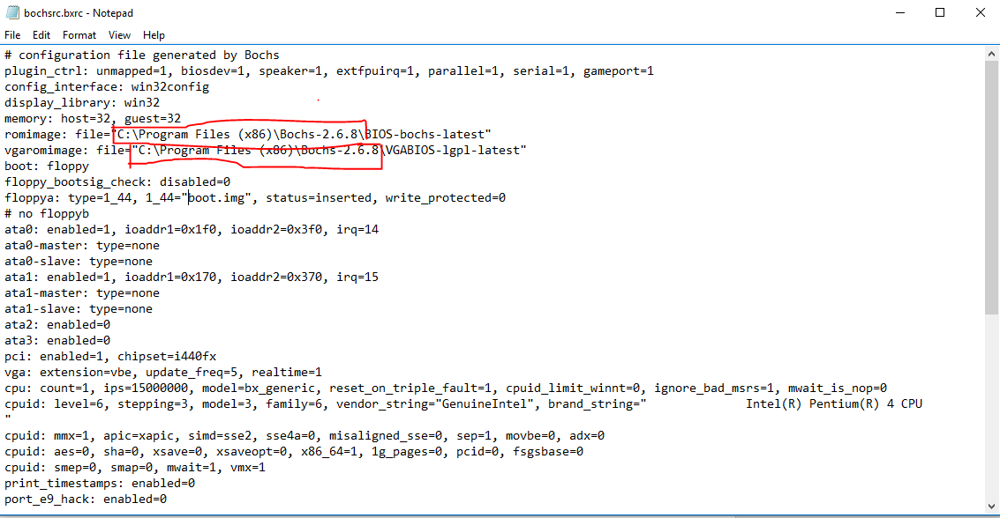 bochsrc.bxrc - Notepad
File Edit Format View Help
# configuration file generated by Bochs
plugin_ctrl: unmapped=1, biosdev=1, speaker=1, extfpuirq=1, parallel=1, serial=1, gameport=1
config_interface: win32config
display_library: win32
memory: host=32, guest=32
romimage: file="C:\Program Files (x86)\Bochs-2.6.8\BIOS-bochs-latest"
vgaromimage: file="C:\Program Files (x86)\Bochs-2.6.8\VGABIOS-lgpl-latest"
boot: floppy
floppy_bootsig_check: disabled=0
floppya: type=1_44, 1_44="boot.img", status=inserted, write_protected=0
# no floppyb
ata0: enabled=1, ioaddr1=0x1f0, ioaddr2=0x3f0, irq=14
ata0-master: type=none
ata0-slave: type=none
ata1: enabled=1, ioaddr1=0x170, ioaddr2=0x370, irq=15
ata1-master: type=none
ata1-slave: type=none
ata2: enabled=0
ata3: enabled=0
pci: enabled=1, chipset=i440fx
vga: extension=vbe, update_freq=5, realtime=1
cpu: count=1, ips=15000000, model=bx_generic, reset_on_triple_fault=1, cpuid_limit_winnt=0, ignore_bad_msrs=1, mwait_is_nop=0
cpuid: level=6, stepping=3, model=3, family=6, vendor_string="GenuineIntel", brand_string="              Intel(R) Pentium(R) 4 CPU
"
cpuid: mmx=1, apic=xapic, simd=sse2, sse4a=0, misaligned_sse=0, sep=1, movbe=0, adx=0
cpuid: aes=0, sha=0, xsave=0, xsaveopt=0, x86_64=1, 1g_pages=0, pcid=0, fsgsbase=0
cpuid: smep=0, smap=0, mwait=1, vmx=1
print_timestamps: enabled=0
port_e9_hack: enabled=0